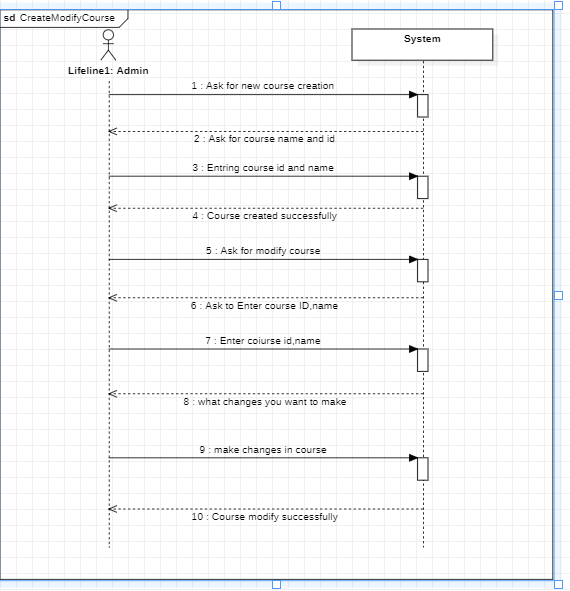 sd CreateModifyCourse
System
Lifeline1: Admin
1 : Ask for new course creation
2 : Ask for course name and id
3 : Entring course id and name
4 : Course created successfully
5 : Ask for modify course
6 : Ask to Enter course ID,name
7 : Enter coiurse id,name
8 : what changes you want to make
9 : make changes in course
10 : Course modify successfully